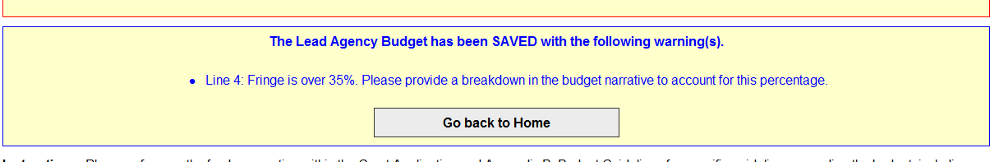 The Lead Agency Budget has been SAVED with the following warning(s).
Line 4: Fringe is over 35%. Please provide a breakdown in the budget narrative to account for this percentage.
Go back to Home